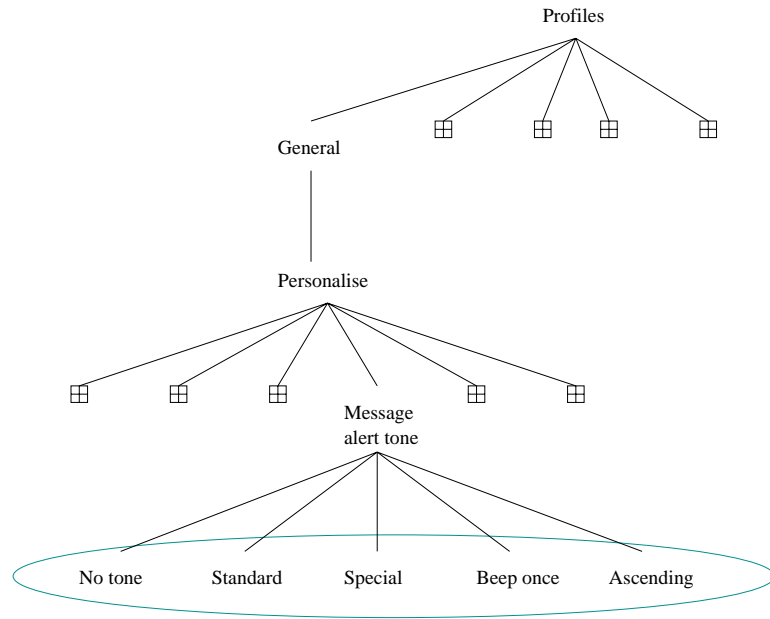 Profiles
General
Personalise
Message
alert tone
No tone
Standard
Special
Beep once
Ascending